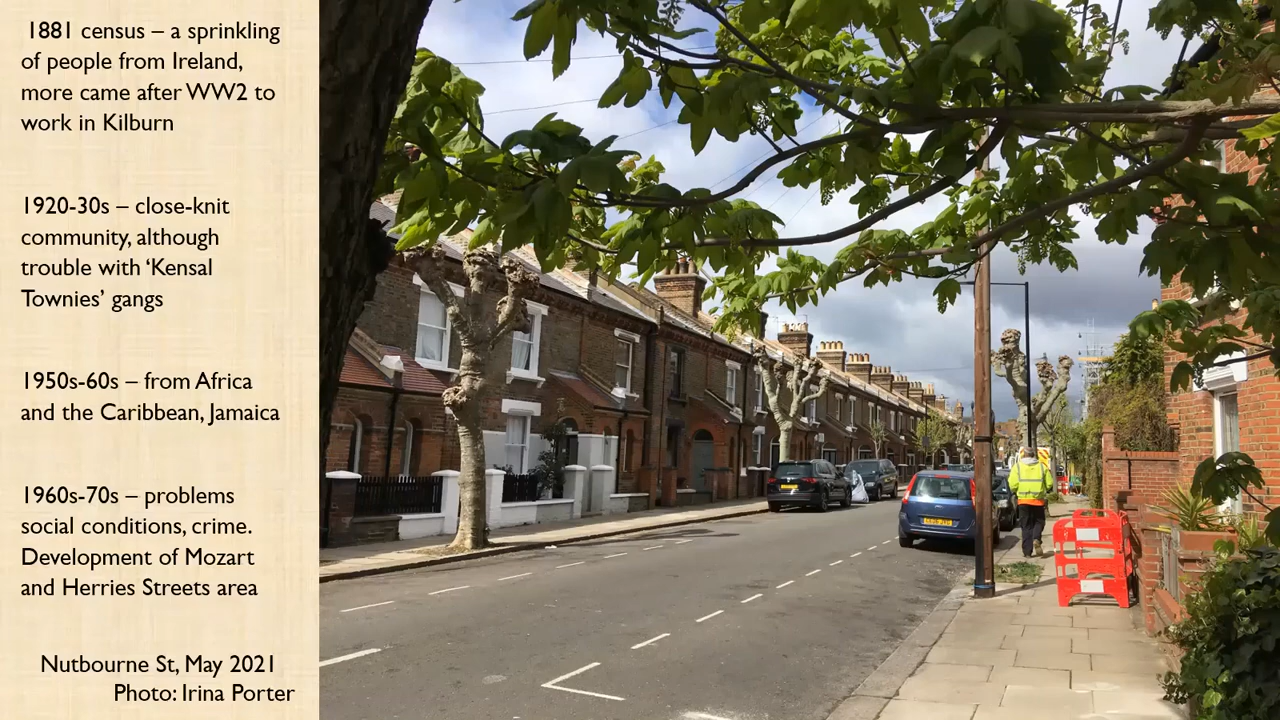 1881 census – a sprinkling
of people from Ireland,
more came after WW2 to
work in Kilburn
1920-30s – close-knit
community, although
trouble with ‘Kensal
Townies’ gangs
1950s-60s – from Africa
and the Caribbean, Jamaica
1960s-70s – problems
social conditions, crime.
Development of Mozart
and Herries Streets area
Nutbourne St, May 2021
Photo: Irina Porter